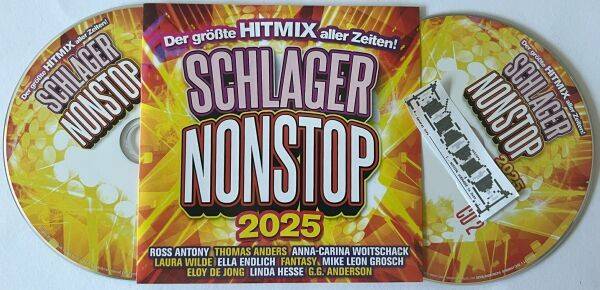 Der größte HITMIX aller Zeiten!
SCHLAGER
NONSTOP
Der größte HITMIX aller Zeiten!
SCHLAGER
NONSTOP
2025
ROSS ANTONY THOMAS ANDERS ANNA-CARINA WOITSCHACK
LAURA WILDE ELLA ENDLICH FANTASY MIKE LEON GROSCH
ELOY DE JONG LINDA HESSE G.G. ANDERSON
Der größte HITMIX aller Zeiten!
SCHLAGER
NONSTOP
2025
CD 2